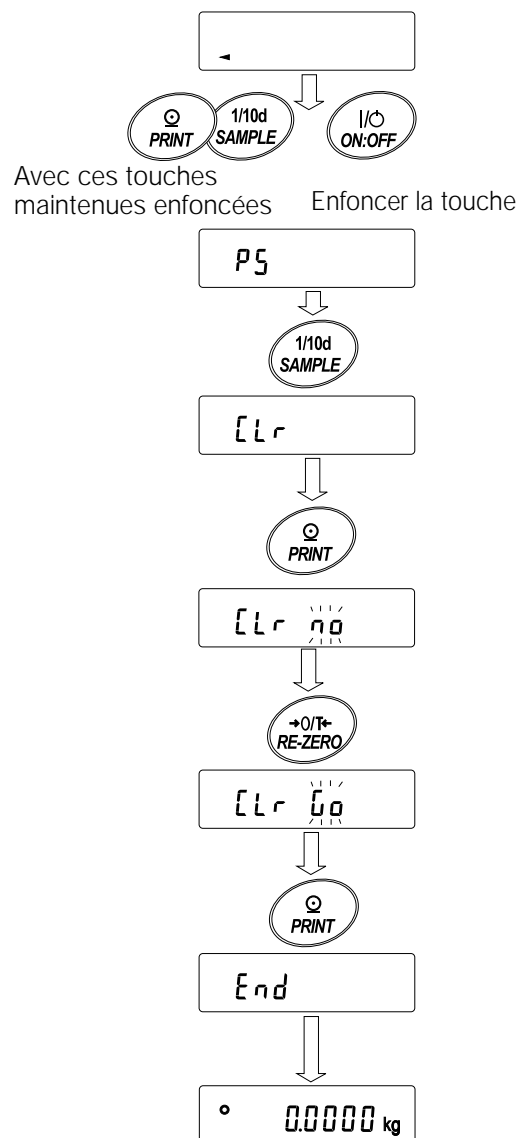 PRINT
1/10d
SAMPLE
I/
ON:OFF
Avec ces touches
maintenues enfoncées
Enfoncer la touche
PS
1/10d
SAMPLE
CLr
PRINT
CLr no
→0/T←
RE-ZERO
CLr Go
PRINT
End
0.0000 kg